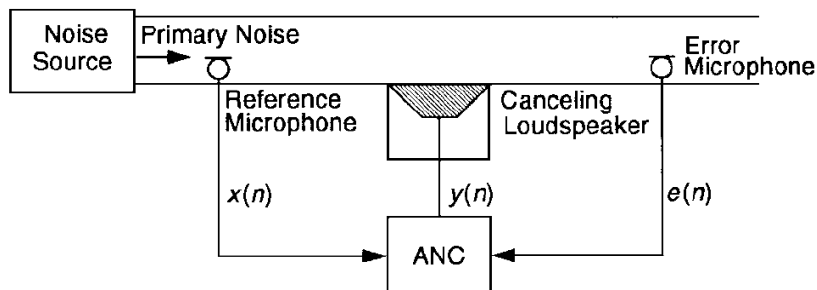 Noise
Source
Primary Noise
Reference
Microphone
Canceling
Loudspeaker
Error
Microphone
x(n)
y(n)
e(n)
ANC